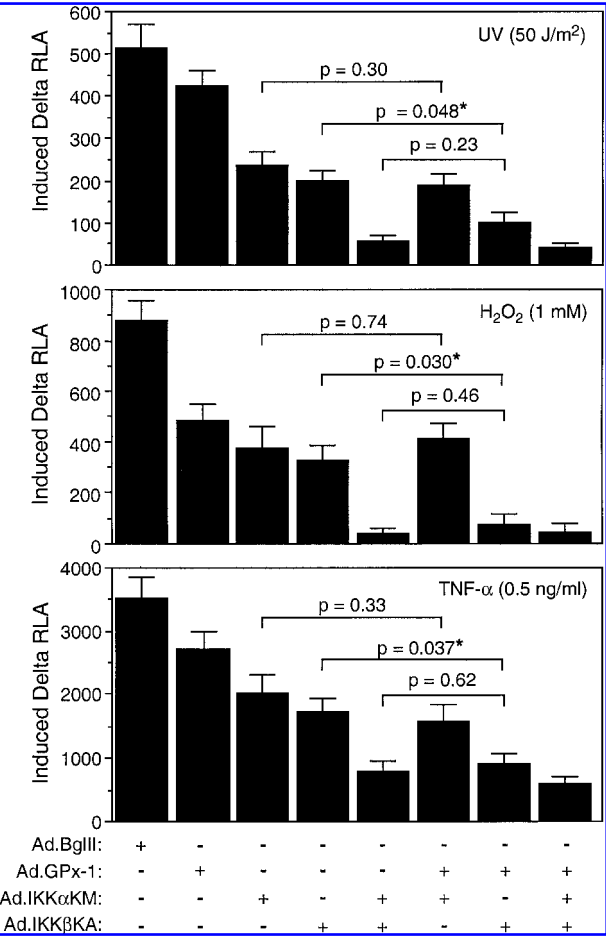 Induced Delta RLA
600
500
400
300
200
100
0
UV (50 J/m²)
p = 0.30
p = 0.048*
p = 0.23
Induced Delta RLA
1000
800
600
400
200
0
H₂O₂ (1 mM)
p = 0.74
p = 0.030*
p = 0.46
Induced Delta RLA
4000
3000
2000
1000
0
TNF-α (0.5 ng/ml)
p = 0.33
p = 0.037*
p = 0.62
Ad.BglII: + - - - - - - -
Ad.GPx-1: - + - - - + + +
Ad.IKKαKM: - - + - + + - +
Ad.IKKβKA: - - - + + - + +